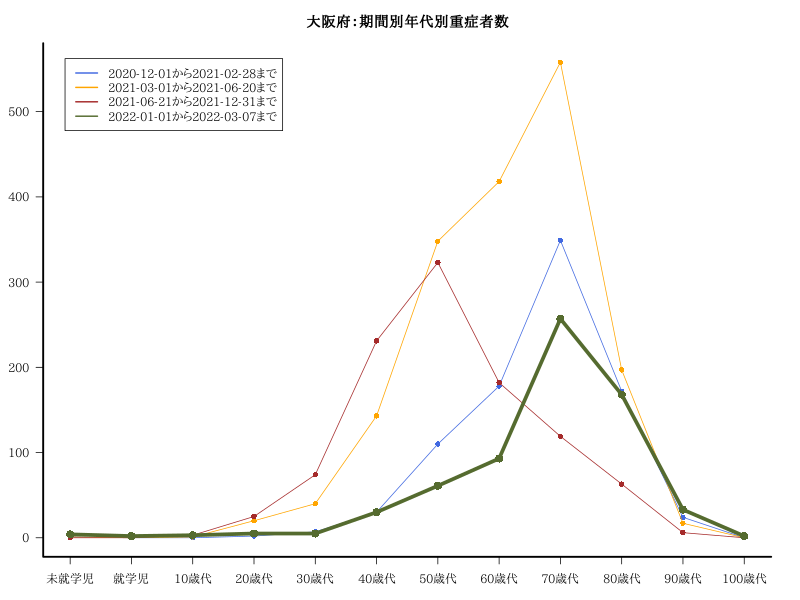 大阪府：期間別年代別重症者数
2020-12-01から2021-02-28まで
2021-03-01から2021-06-20まで
2021-06-21から2021-12-31まで
2022-01-01から2022-03-07まで
500
400
300
200
100
0
未就学児 就学児 10歳代 20歳代 30歳代 40歳代 50歳代 60歳代 70歳代 80歳代 90歳代 100歳代